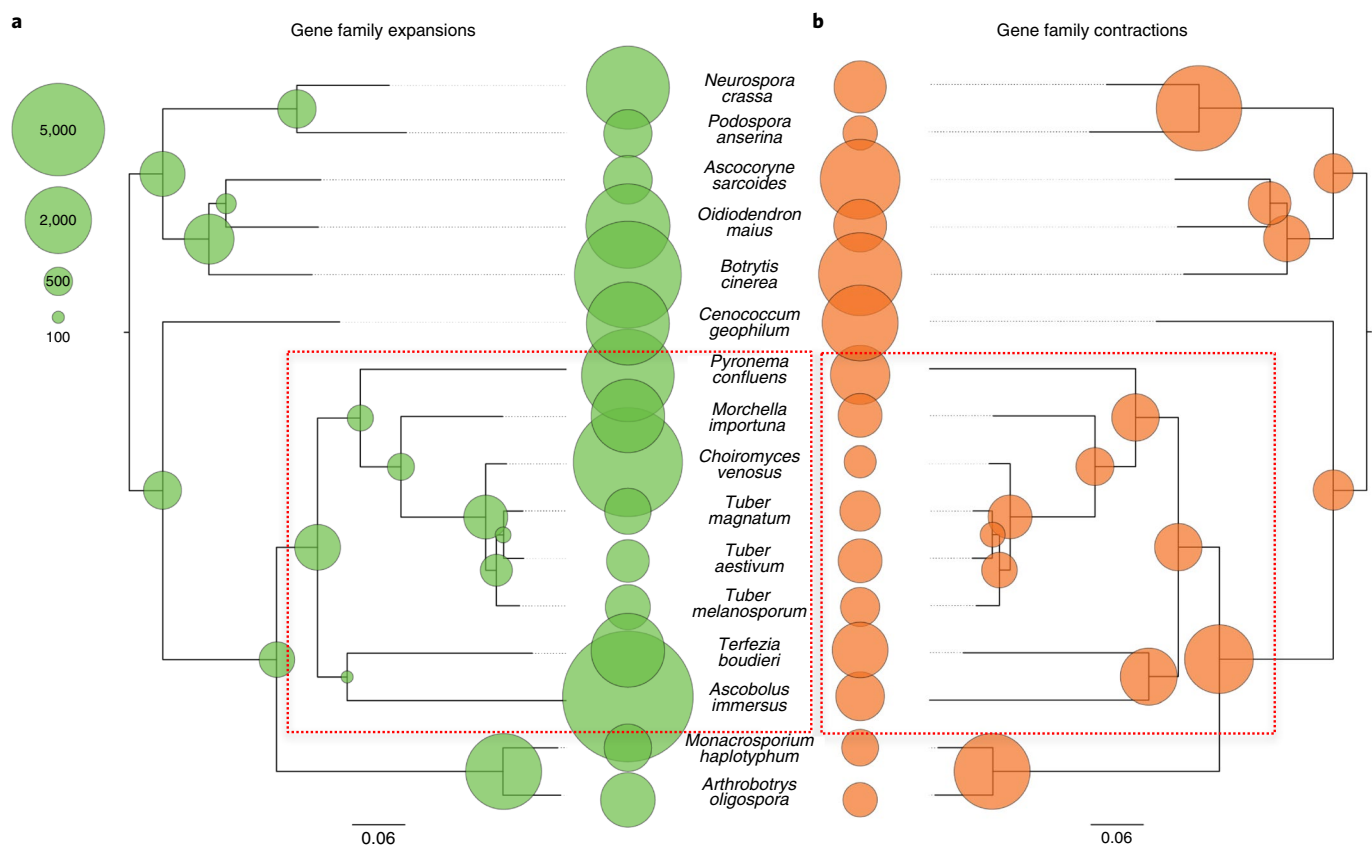 a
Gene family expansions
b
Gene family contractions
5,000
2,000
500
100
Neurospora
crassa
Podospora
anserina
Ascocoryne
sarcoides
Oidiodendron
maius
Botrytis
cinerea
Cenococcum
geophilum
Pyronema
confluens
Morchella
importuna
Choiromyces
venosus
Tuber
magnatum
Tuber
aestivum
Tuber
melanosporum
Terfezia
boudieri
Ascobolus
immersus
Monacrosporium
haplotyphum
Arthrobotrys
oligospora
0.06
0.06